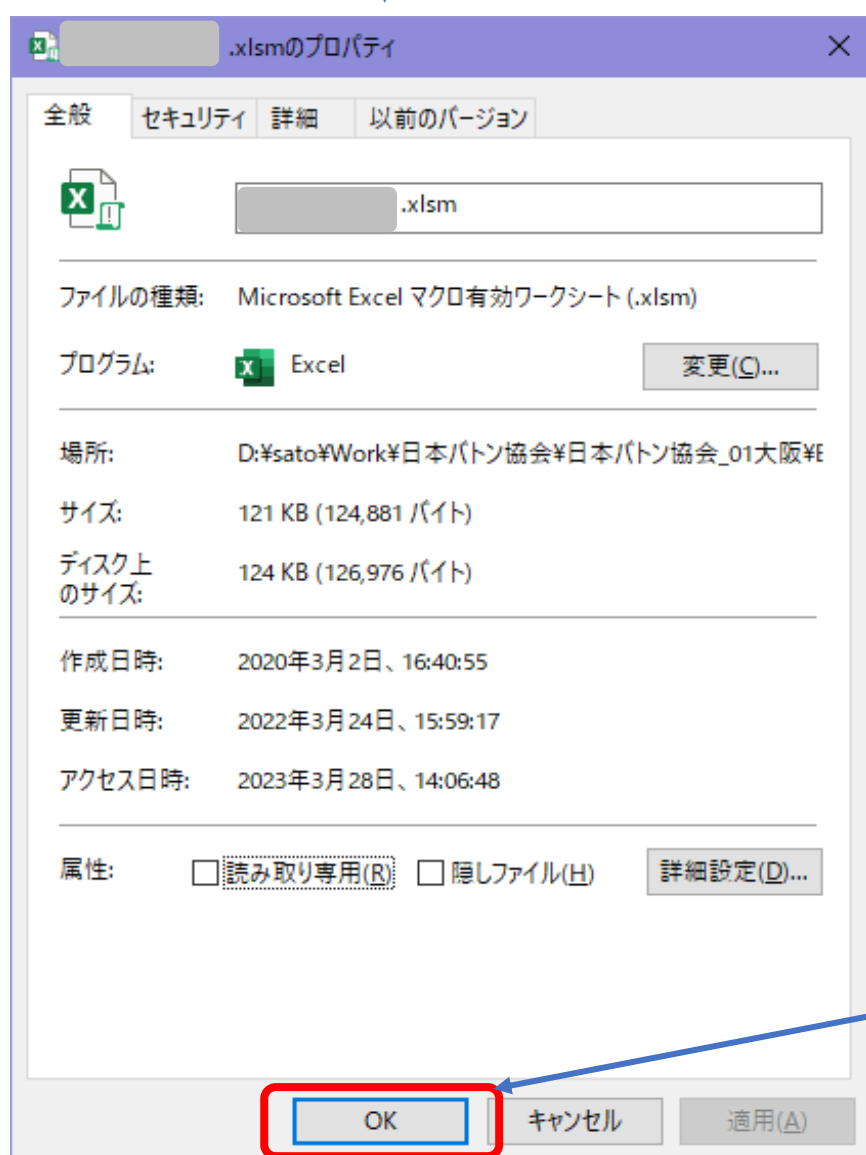 .xlsmのプロパティ
全般 セキュリティ 詳細 以前のバージョン
.xlsm
ファイルの種類: Microsoft Excel マクロ有効ワークシート (.xlsm)
プログラム: Excel 変更(C)...
場所: D:¥sato¥Work¥日本バトン協会¥日本バトン協会_01大阪¥E
サイズ: 121 KB (124,881 バイト)
ディスク上
のサイズ: 124 KB (126,976 バイト)
作成日時: 2020年3月2日、16:40:55
更新日時: 2022年3月24日、15:59:17
アクセス日時: 2023年3月28日、14:06:48
属性: 読み取り専用(R) 隠しファイル(H) 詳細設定(D)...
OK キャンセル 適用(A)